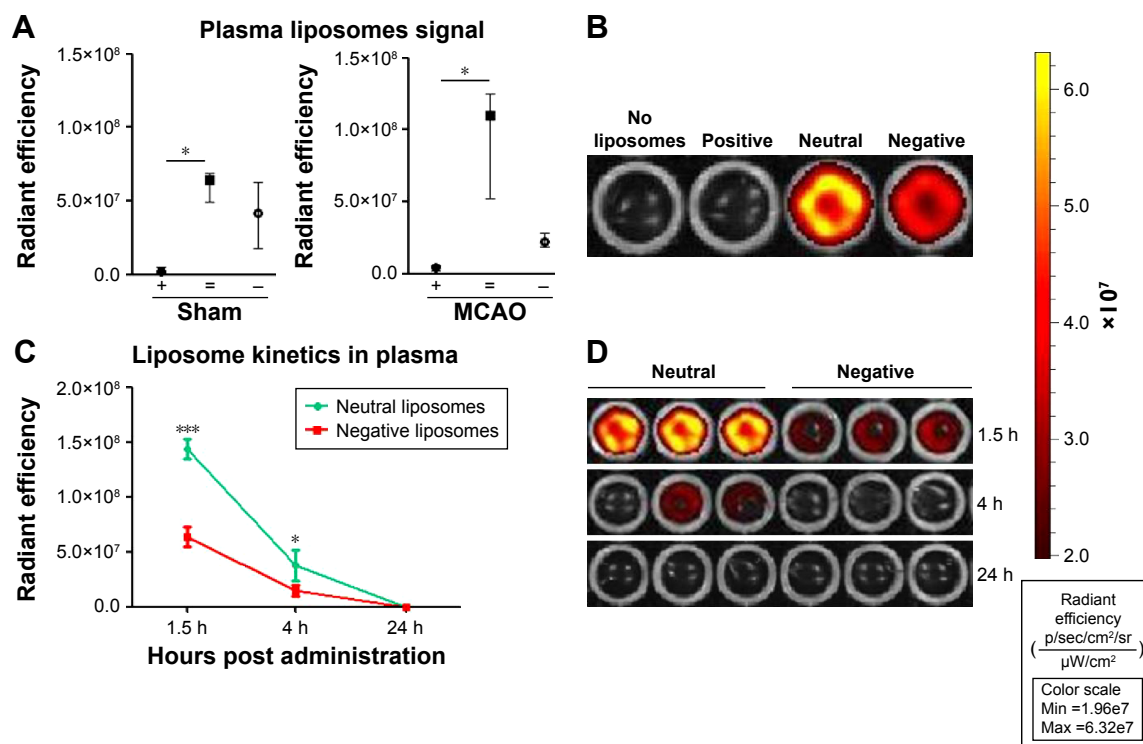 A
Plasma liposomes signal
Radiant efficiency
1.5×10⁸
1.0×10⁸
5.0×10⁷
0.0
*
+ = –
Sham
Radiant efficiency
1.5×10⁸
1.0×10⁸
5.0×10⁷
0.0
*
+ = –
MCAO
B
No liposomes
Positive
Neutral
Negative
6.0
5.0
4.0
3.0
2.0
×10⁷
C
Liposome kinetics in plasma
Radiant efficiency
2.0×10⁸
1.5×10⁸
1.0×10⁸
5.0×10⁷
0.0
Neutral liposomes
Negative liposomes
***
*
1.5 h
4 h
24 h
Hours post administration
D
Neutral
Negative
1.5 h
4 h
24 h
Radiant
efficiency
(p/sec/cm²/sr
µW/cm²)
Color scale
Min =1.96e7
Max =6.32e7